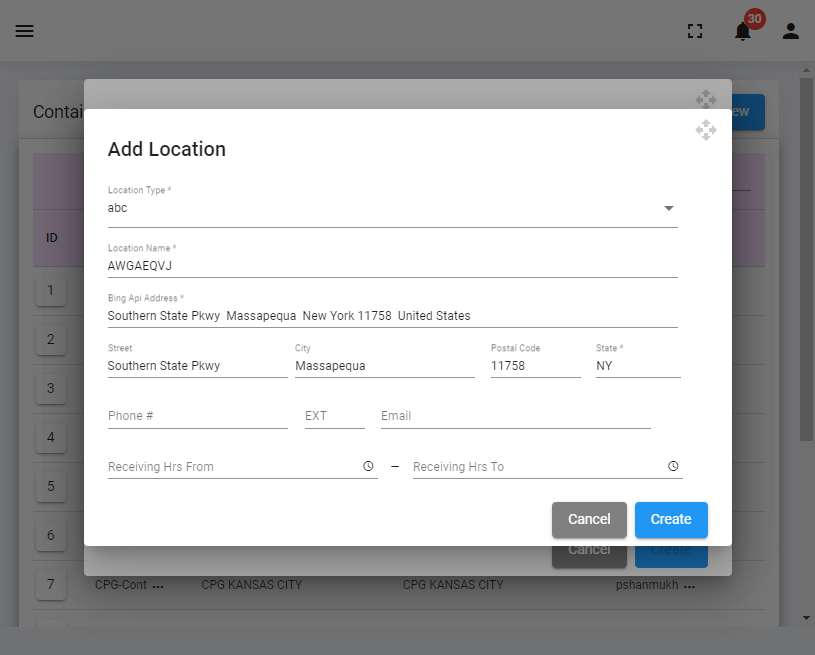 30
Contai
ew
Add Location
Location Type *
abc
ID
Location Name *
AWGAEQVJ
1
Bing Api Address *
Southern State Pkwy  Massapequa  New York 11758  United States
2
Street City Postal Code State *
Southern State Pkwy Massapequa 11758 NY
3
Phone # EXT Email
4
Receiving Hrs From – Receiving Hrs To
5
Cancel Create
6
Cancel Create
7 CPG-Cont ... CPG KANSAS CITY CPG KANSAS CITY pshanmukh ...